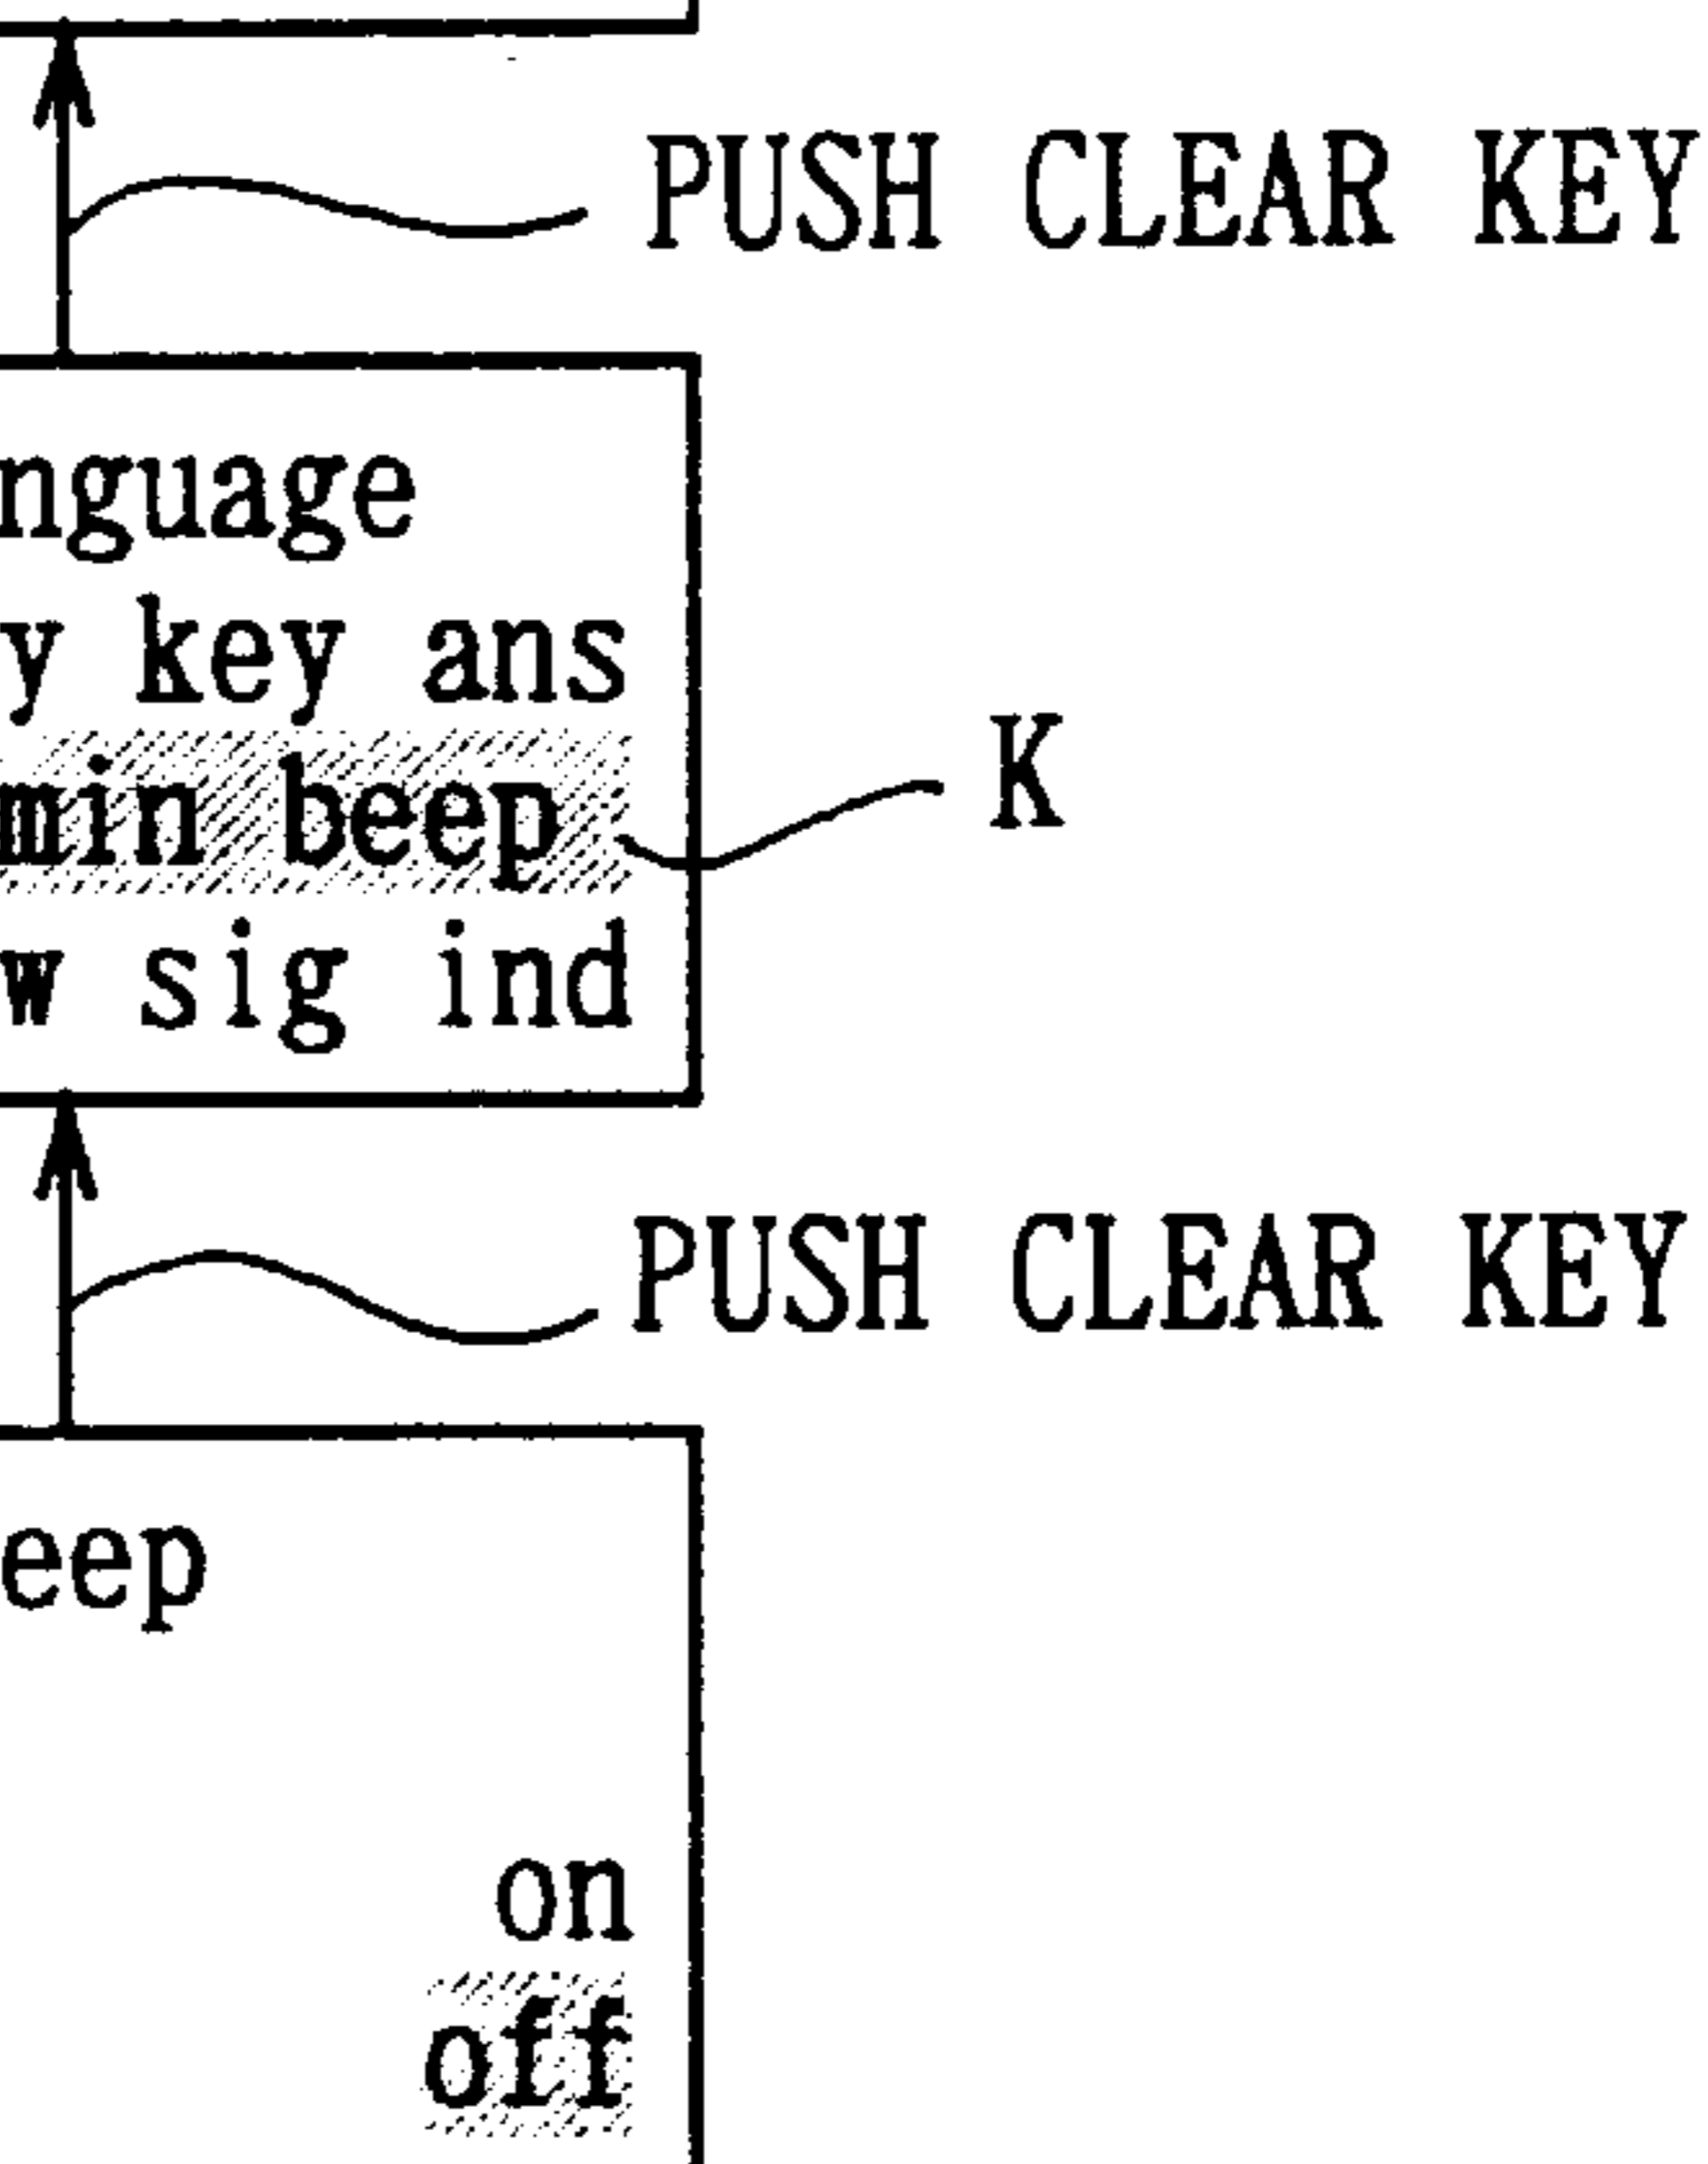 PUSH CLEAR KEY
nguage
y key ans
min beep
K
w sig ind
PUSH CLEAR KEY
eep
on
off